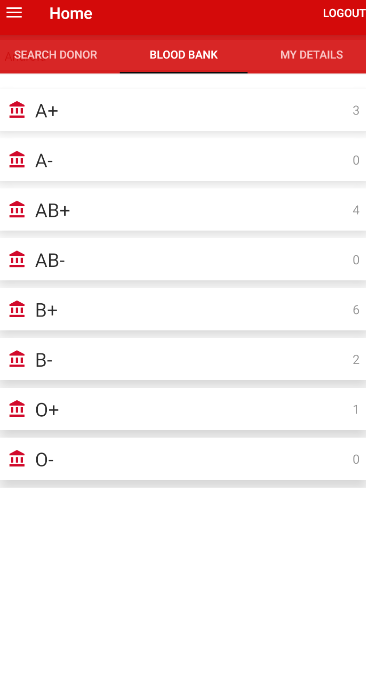 Home LOGOUT
SEARCH DONOR BLOOD BANK MY DETAILS
A+ 3
A- 0
AB+ 4
AB- 0
B+ 6
B- 2
O+ 1
O- 0